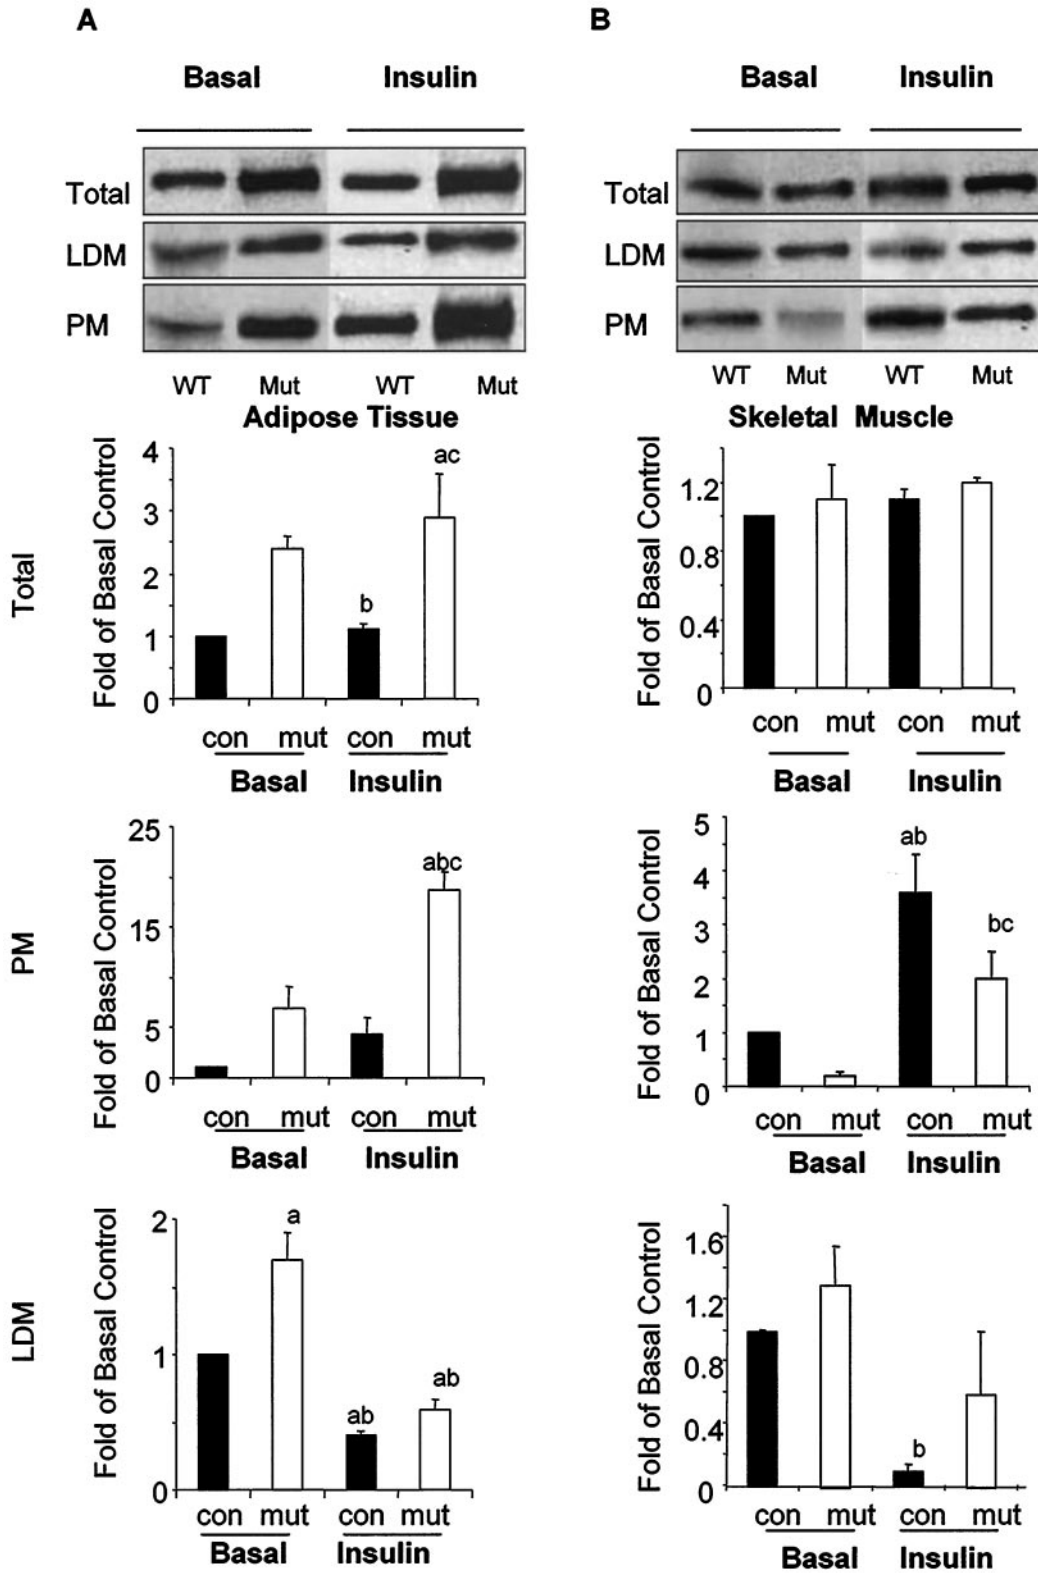 A
Basal Insulin
Total
LDM
PM
WT Mut WT Mut
Adipose Tissue
Total
Fold of Basal Control
4
3
2
1
0
b
ac
con mut con mut
Basal Insulin
PM
Fold of Basal Control
25
15
5
0
abc
con mut con mut
Basal Insulin
LDM
Fold of Basal Control
2
1
0
a
ab
ab
con mut con mut
Basal Insulin
B
Basal Insulin
Total
LDM
PM
WT Mut WT Mut
Skeletal Muscle
Fold of Basal Control
1.2
0.8
0.4
0
con mut con mut
Basal Insulin
Fold of Basal Control
5
4
3
2
1
0
ab
bc
con mut con mut
Basal Insulin
Fold of Basal Control
1.6
1.2
0.8
0.4
0
b
con mut con mut
Basal Insulin